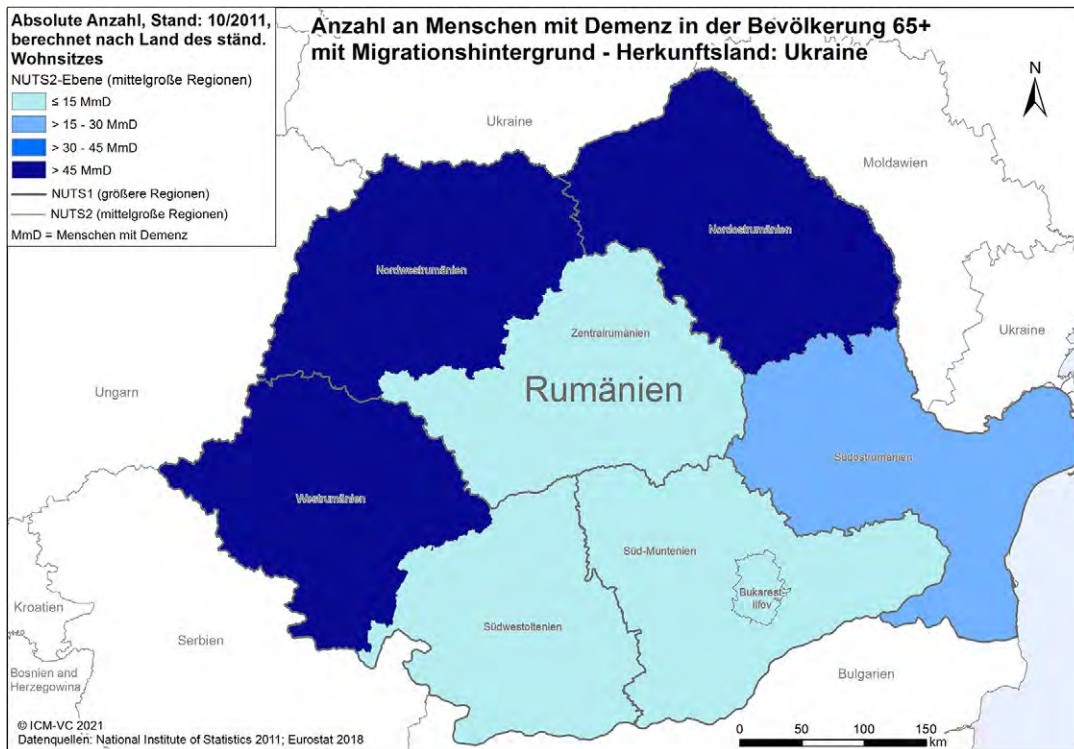 Absolute Anzahl, Stand: 10/2011,
berechnet nach Land des ständ.
Wohnsitzes
NUTS2-Ebene (mittelgroße Regionen)
≤ 15 MmD
> 15 - 30 MmD
> 30 - 45 MmD
> 45 MmD
NUTS1 (größere Regionen)
NUTS2 (mittelgroße Regionen)
MmD = Menschen mit Demenz
Anzahl an Menschen mit Demenz in der Bevölkerung 65+
mit Migrationshintergrund - Herkunftsland: Ukraine
N
Ukraine
Moldawien
Nordostrumänien
Nordwestrumänien
Ukraine
Zentralrumänien
Rumänien
Ungarn
Südostrumänien
Westrumänien
Süd-Muntenien
Bukarest-
Ilfov
Südwestoltenien
Kroatien
Serbien
Bosnien and
Herzegowina
Bulgarien
0 50 100 150
km
© ICM-VC 2021
Datenquellen: National Institute of Statistics 2011; Eurostat 2018